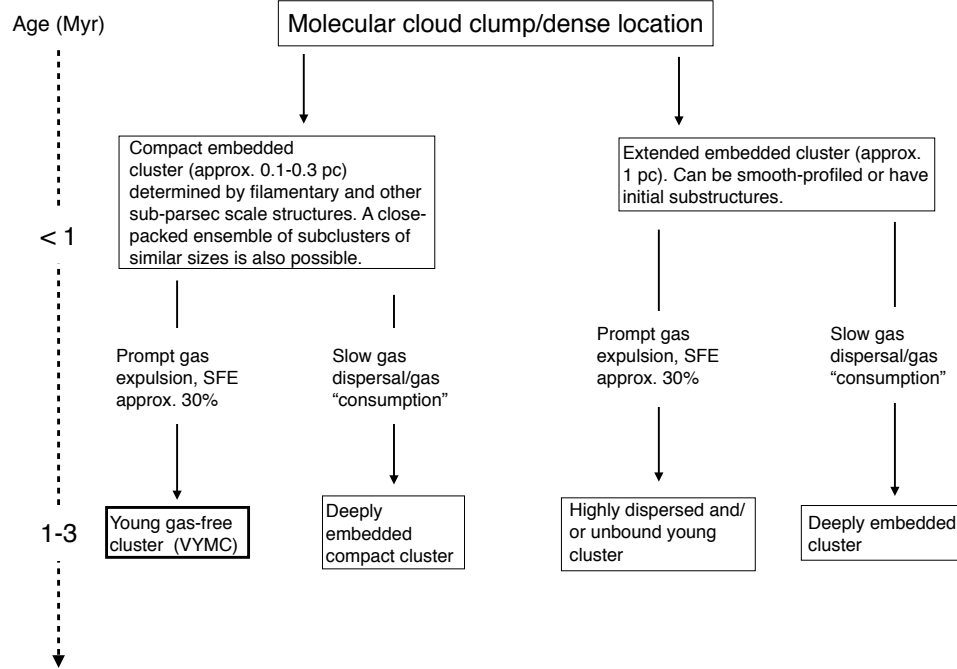 Age (Myr)
Molecular cloud clump/dense location
Compact embedded
cluster (approx. 0.1-0.3 pc)
determined by filamentary and other
sub-parsec scale structures. A close-
packed ensemble of subclusters of
similar sizes is also possible.
Extended embedded cluster (approx.
1 pc). Can be smooth-profiled or have
initial substructures.
< 1
Prompt gas
expulsion, SFE
approx. 30%
Slow gas
dispersal/gas
“consumption”
Prompt gas
expulsion, SFE
approx. 30%
Slow gas
dispersal/gas
“consumption”
1-3
Young gas-free
cluster (VYMC)
Deeply
embedded
compact cluster
Highly dispersed and/
or unbound young
cluster
Deeply embedded
cluster